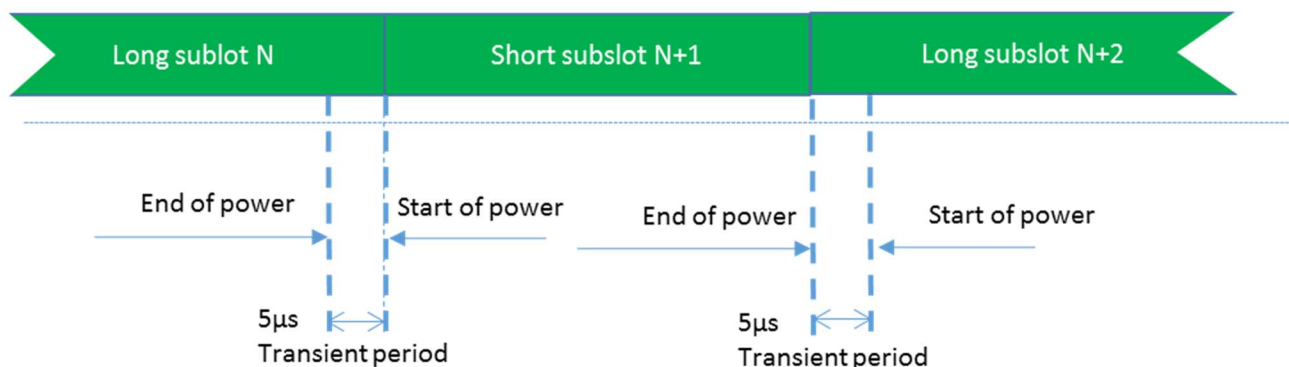 Long sublot N
Short subslot N+1
Long subslot N+2
End of power
Start of power
End of power
Start of power
5µs
Transient period
5µs
Transient period